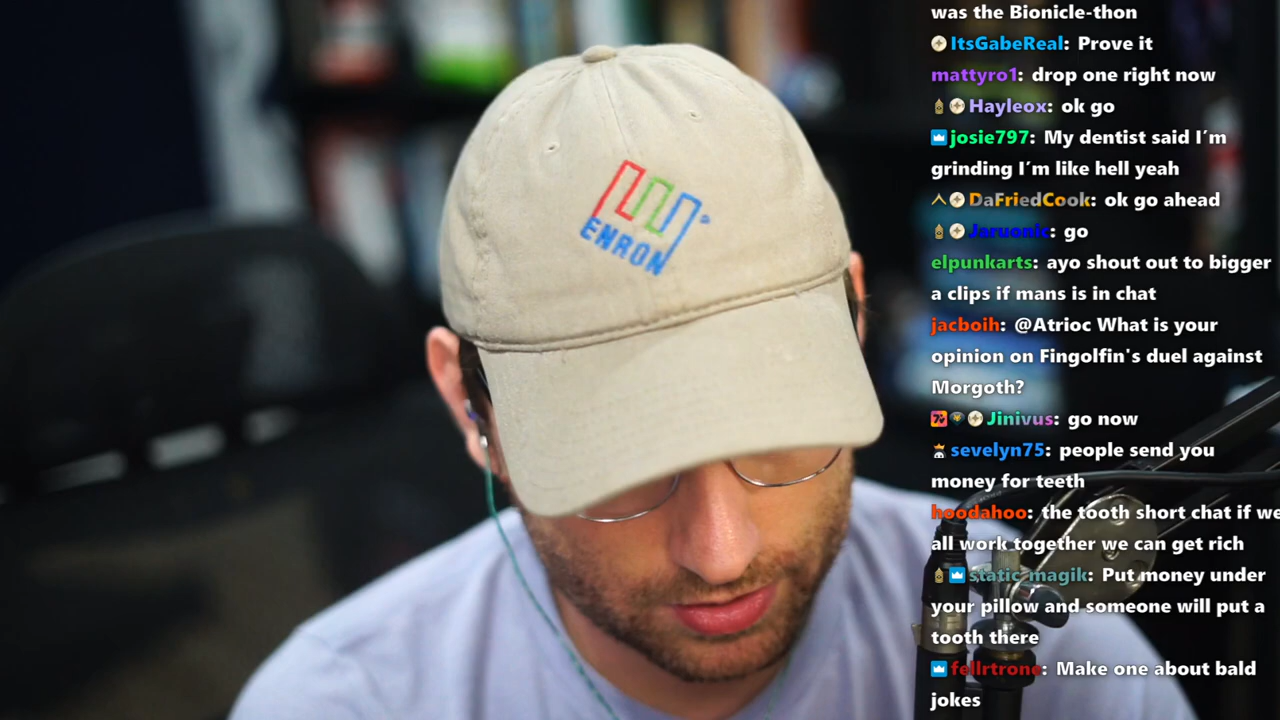 was the Bionicle-thon
ItsGabeReal: Prove it
mattyro1: drop one right now
Hayleox: ok go
josie797: My dentist said I´m
grinding I´m like hell yeah
DaFriedCook: ok go ahead
Jaruonic: go
elpunkarts: ayo shout out to bigger
a clips if mans is in chat
jacboih: @Atrioc What is your
opinion on Fingolfin's duel against
Morgoth?
Jinivus: go now
sevelyn75: people send you
money for teeth
hoodahoo: the tooth short chat if we
all work together we can get rich
static_magik: Put money under
your pillow and someone will put a
tooth there
fellrtrone: Make one about bald
jokes
ENRON